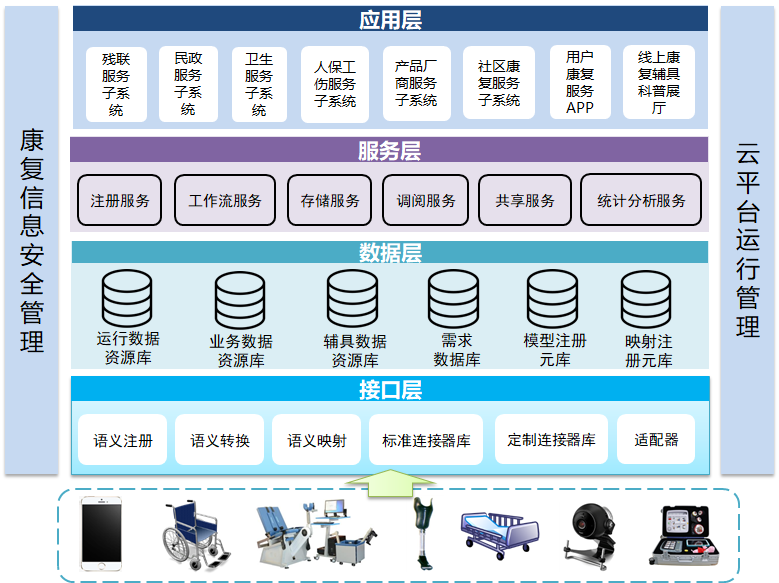 应用层
残联
服务
子系
统
民政
服务
子系
统
卫生
服务
子系
统
人保工
伤服务
子系统
产品厂
商服务
子系统
社区康
复服务
子系统
用户
康复
服务
APP
线上康
复辅具
科普展
厅
服务层
注册服务
工作流服务
存储服务
调阅服务
共享服务
统计分析服务
数据层
运行数据
资源库
业务数据
资源库
辅具数据
资源库
需求
数据库
模型注册
元库
映射注
册元库
接口层
语义注册
语义转换
语义映射
标准连接器库
定制连接器库
适配器
康复信息安全管理
云平台运行管理